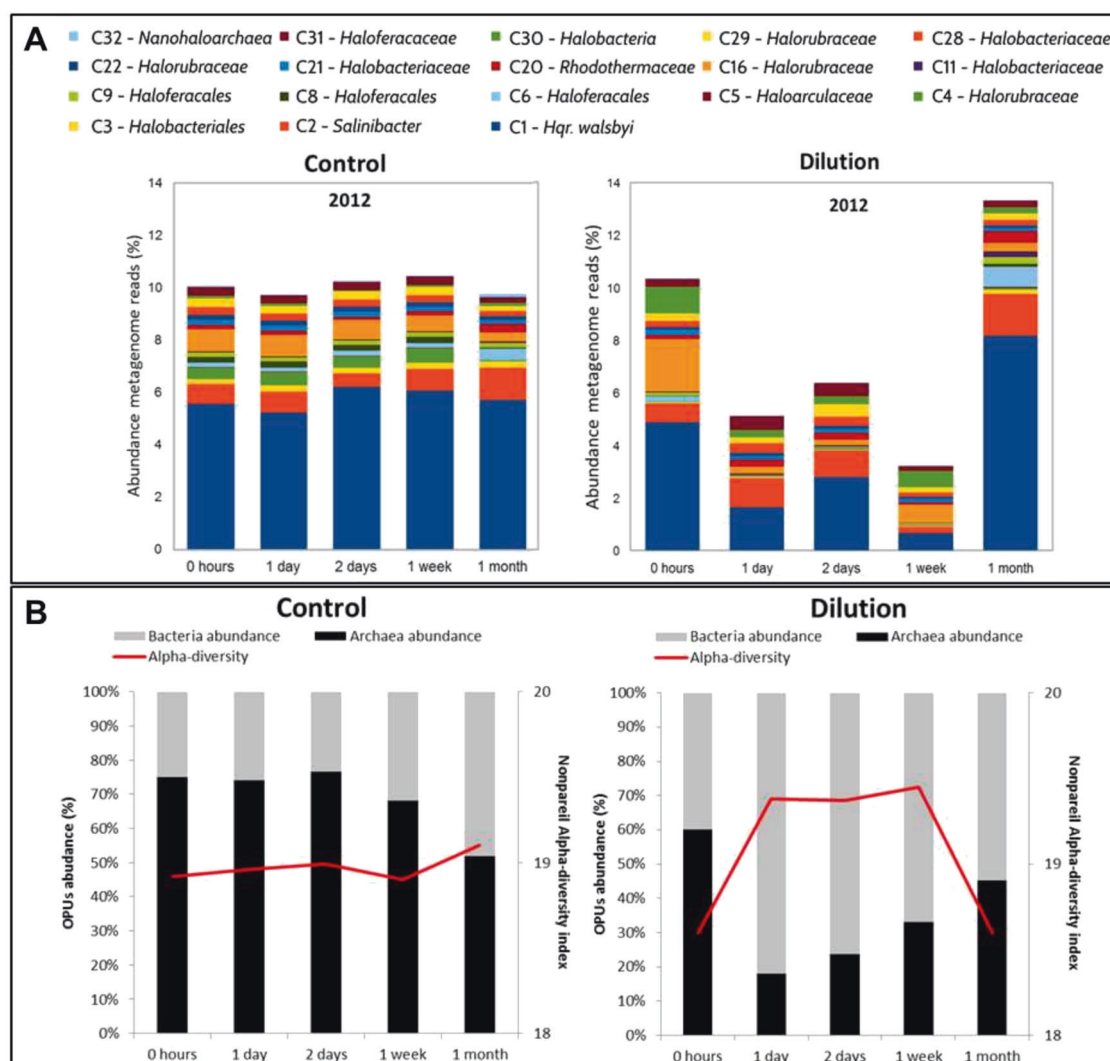 A
C32 - Nanohaloarchaea C31 - Haloferacaceae C30 - Halobacteria C29 - Halorubraceae C28 - Halobacteriaceae
C22 - Halorubraceae C21 - Halobacteriaceae C20 - Rhodothermaceae C16 - Halorubraceae C11 - Halobacteriaceae
C9 - Haloferacales C8 - Haloferacales C6 - Haloferacales C5 - Haloarculaceae C4 - Halorubraceae
C3 - Halobacteriales C2 - Salinibacter C1 - Hqr. walsbyi
Control
2012
Abundance metagenome reads (%)
14
12
10
8
6
4
2
0
0 hours 1 day 2 days 1 week 1 month
Dilution
2012
Abundance metagenome reads (%)
14
12
10
8
6
4
2
0
0 hours 1 day 2 days 1 week 1 month
B
Control
Bacteria abundance Archaea abundance
Alpha-diversity
OPUs abundance (%)
100%
90%
80%
70%
60%
50%
40%
30%
20%
10%
0%
20
19
18
Nonpareil Alpha-diversity
index
0 hours 1 day 2 days 1 week 1 month
Dilution
Bacteria abundance Archaea abundance
Alpha-diversity
OPUs abundance (%)
100%
90%
80%
70%
60%
50%
40%
30%
20%
10%
0%
20
19
18
Nonpareil Alpha-diversity
index
0 hours 1 day 2 days 1 week 1 month